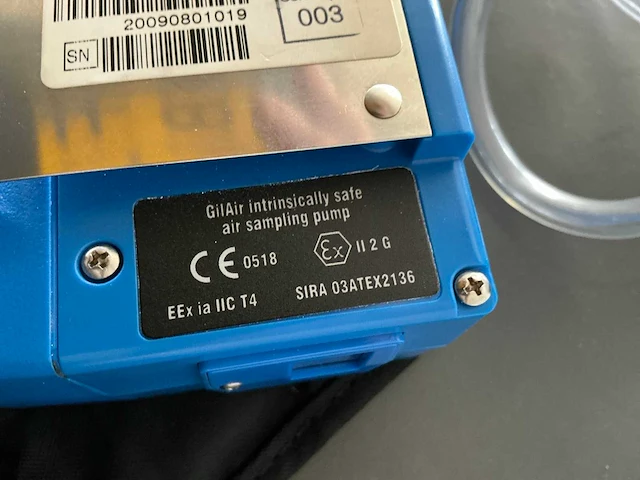 20090801019
003
SN
GilAir intrinsically safe
air sampling pump
CE 0518 Ex II 2 G
EEx ia IIC T4 SIRA 03ATEX2136